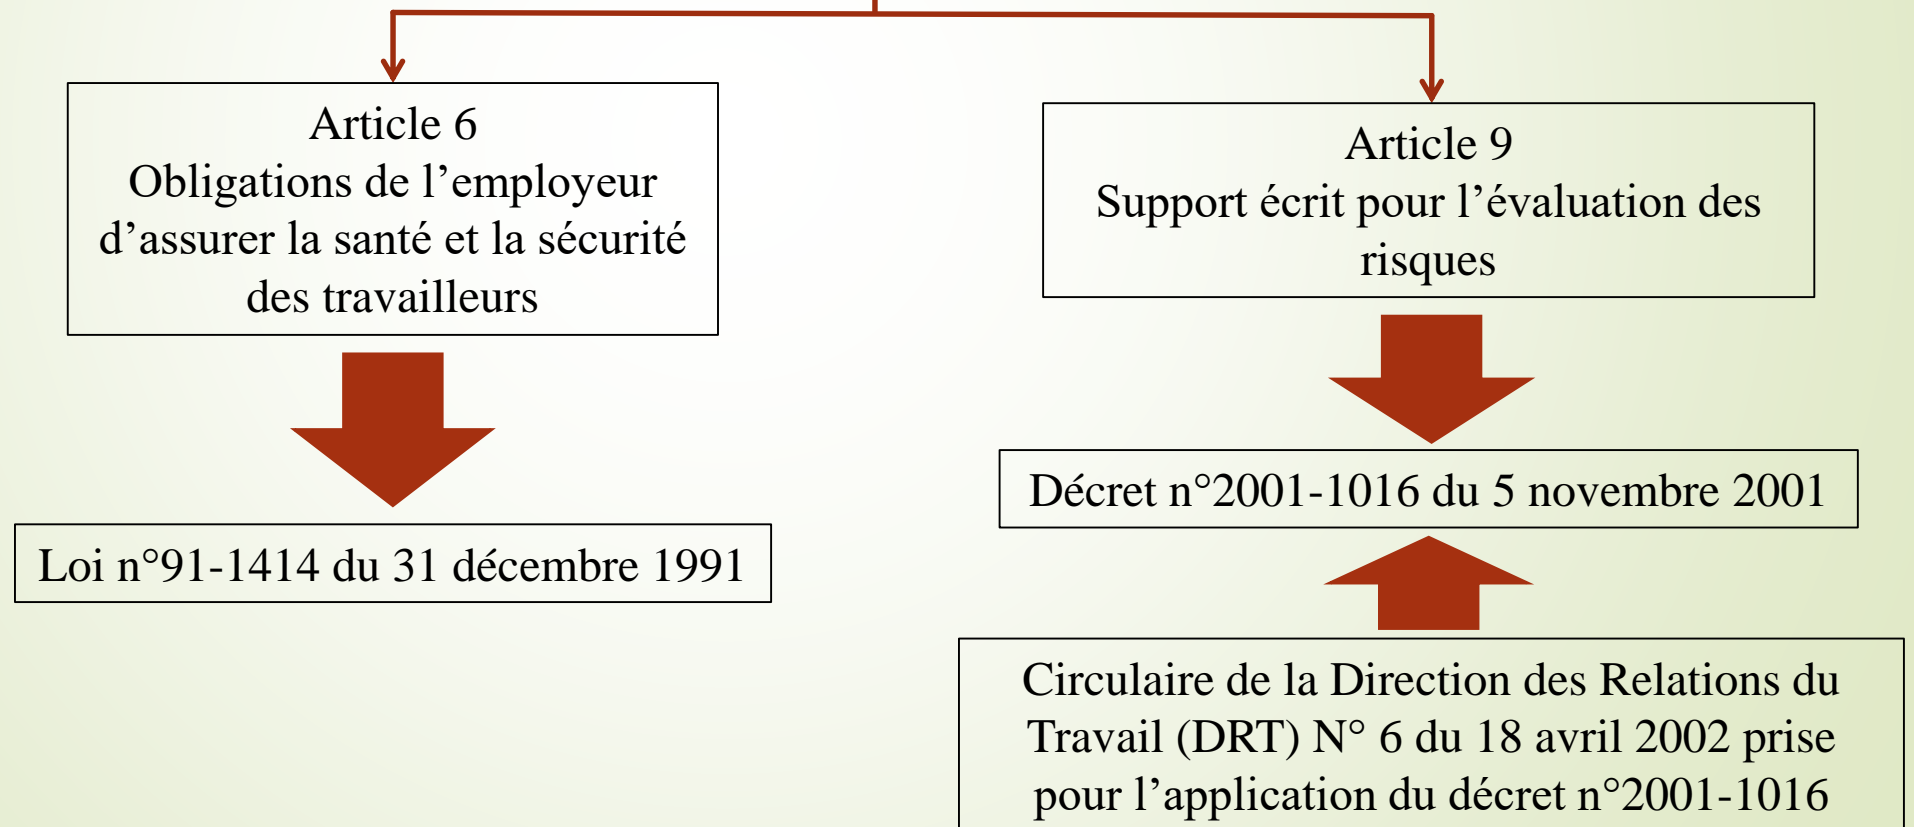 Article 6
Obligations de l’employeur
d’assurer la santé et la sécurité
des travailleurs
Article 9
Support écrit pour l’évaluation des
risques
Loi n°91-1414 du 31 décembre 1991
Décret n°2001-1016 du 5 novembre 2001
Circulaire de la Direction des Relations du
Travail (DRT) N° 6 du 18 avril 2002 prise
pour l’application du décret n°2001-1016